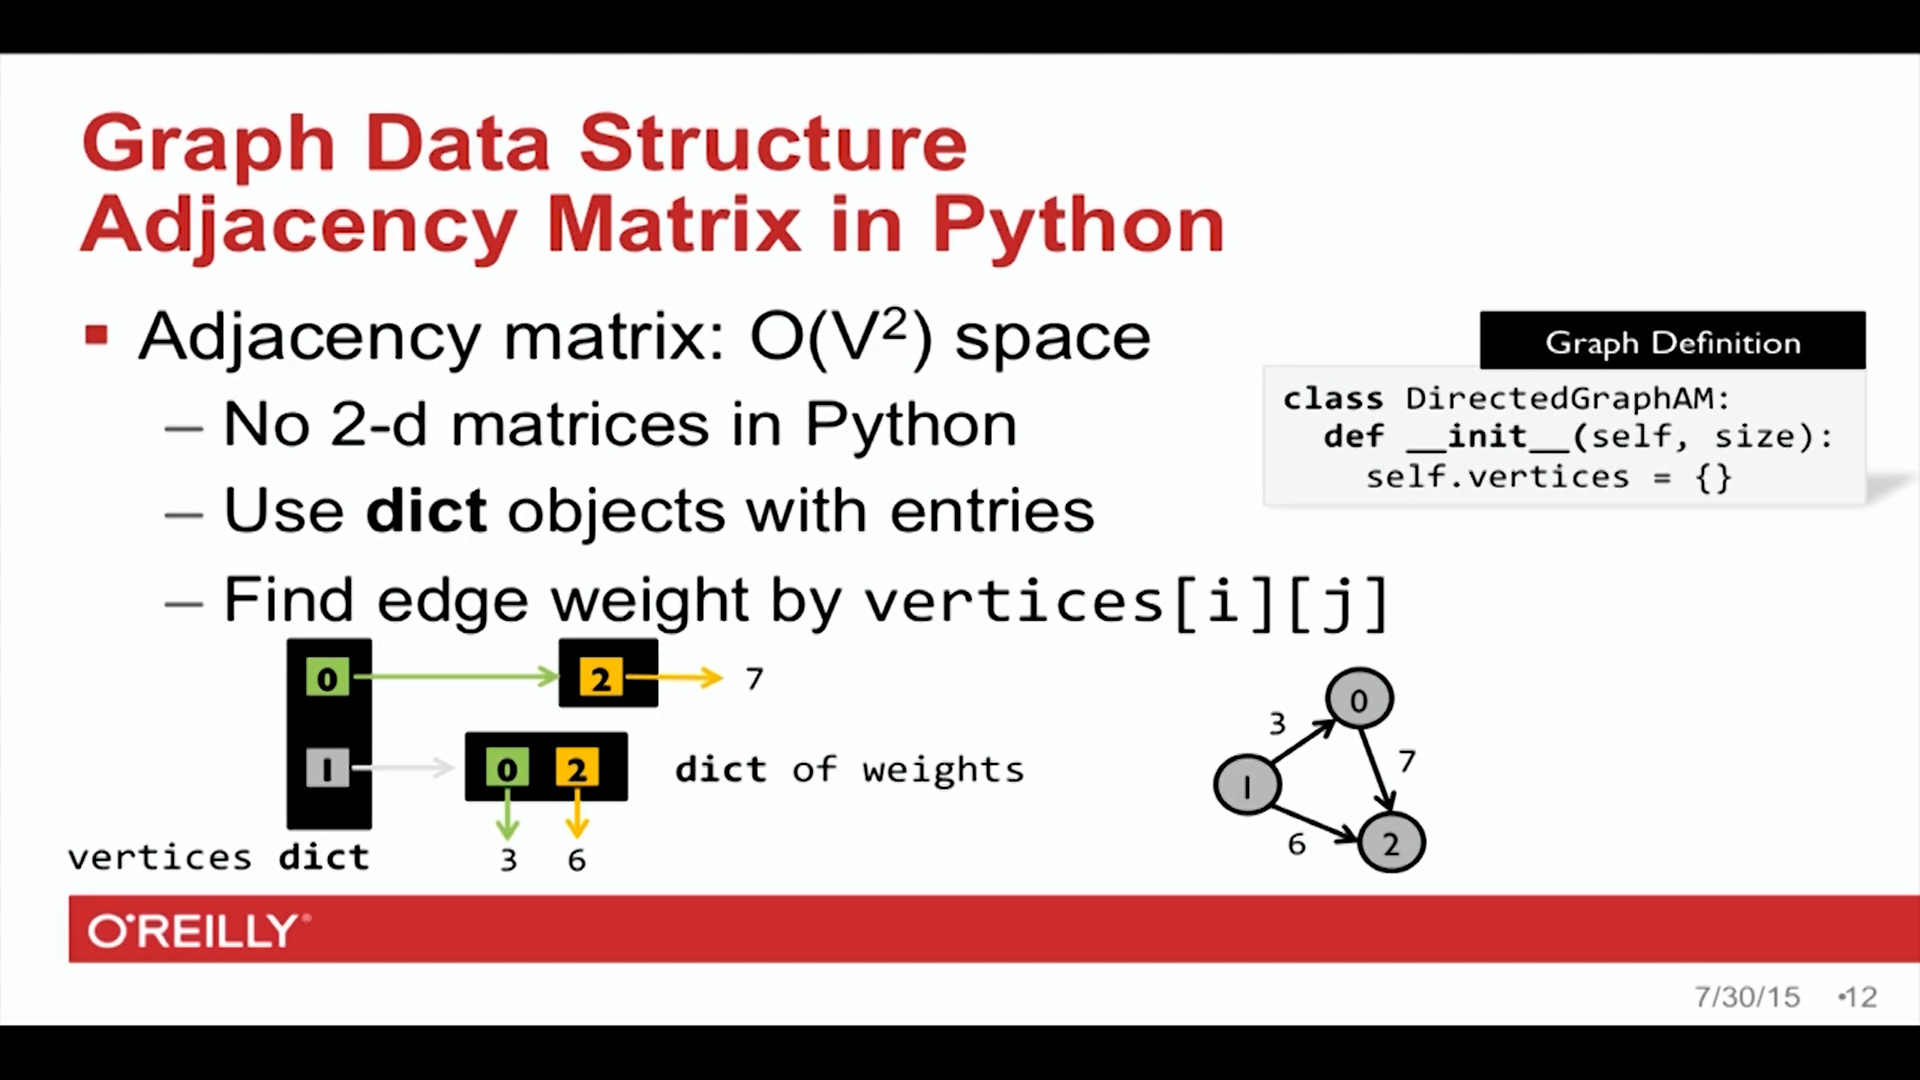 Graph Data Structure
Adjacency Matrix in Python
▪ Adjacency matrix: O(V²) space
– No 2-d matrices in Python
– Use dict objects with entries
– Find edge weight by vertices[i][j]
Graph Definition
class DirectedGraphAM:
def __init__(self, size):
self.vertices = {}
0 2 7
1 0 2 dict of weights
vertices dict 3 6
0
3
7
1
6
2
O'REILLY®
7/30/15 •12